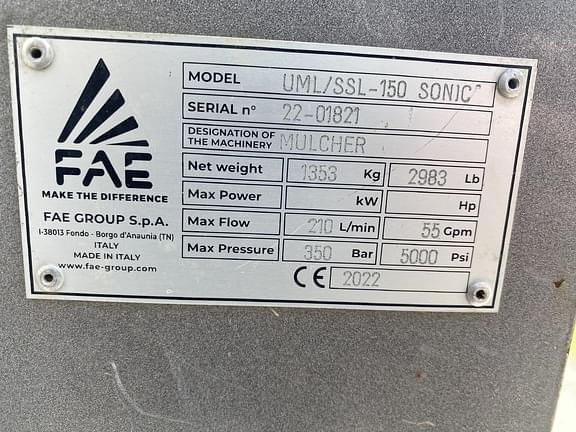 MODEL UML/SSL-150 SONIC
SERIAL n° 22-01821
DESIGNATION OF
THE MACHINERY MULCHER
Net weight 1353 Kg 2983 Lb
Max Power kW Hp
Max Flow 210 L/min 55 Gpm
Max Pressure 350 Bar 5000 Psi
CE 2022
FAE
MAKE THE DIFFERENCE
FAE GROUP S.p.A.
I-38013 Fondo - Borgo d'Anaunia (TN)
ITALY
MADE IN ITALY
www.fae-group.com